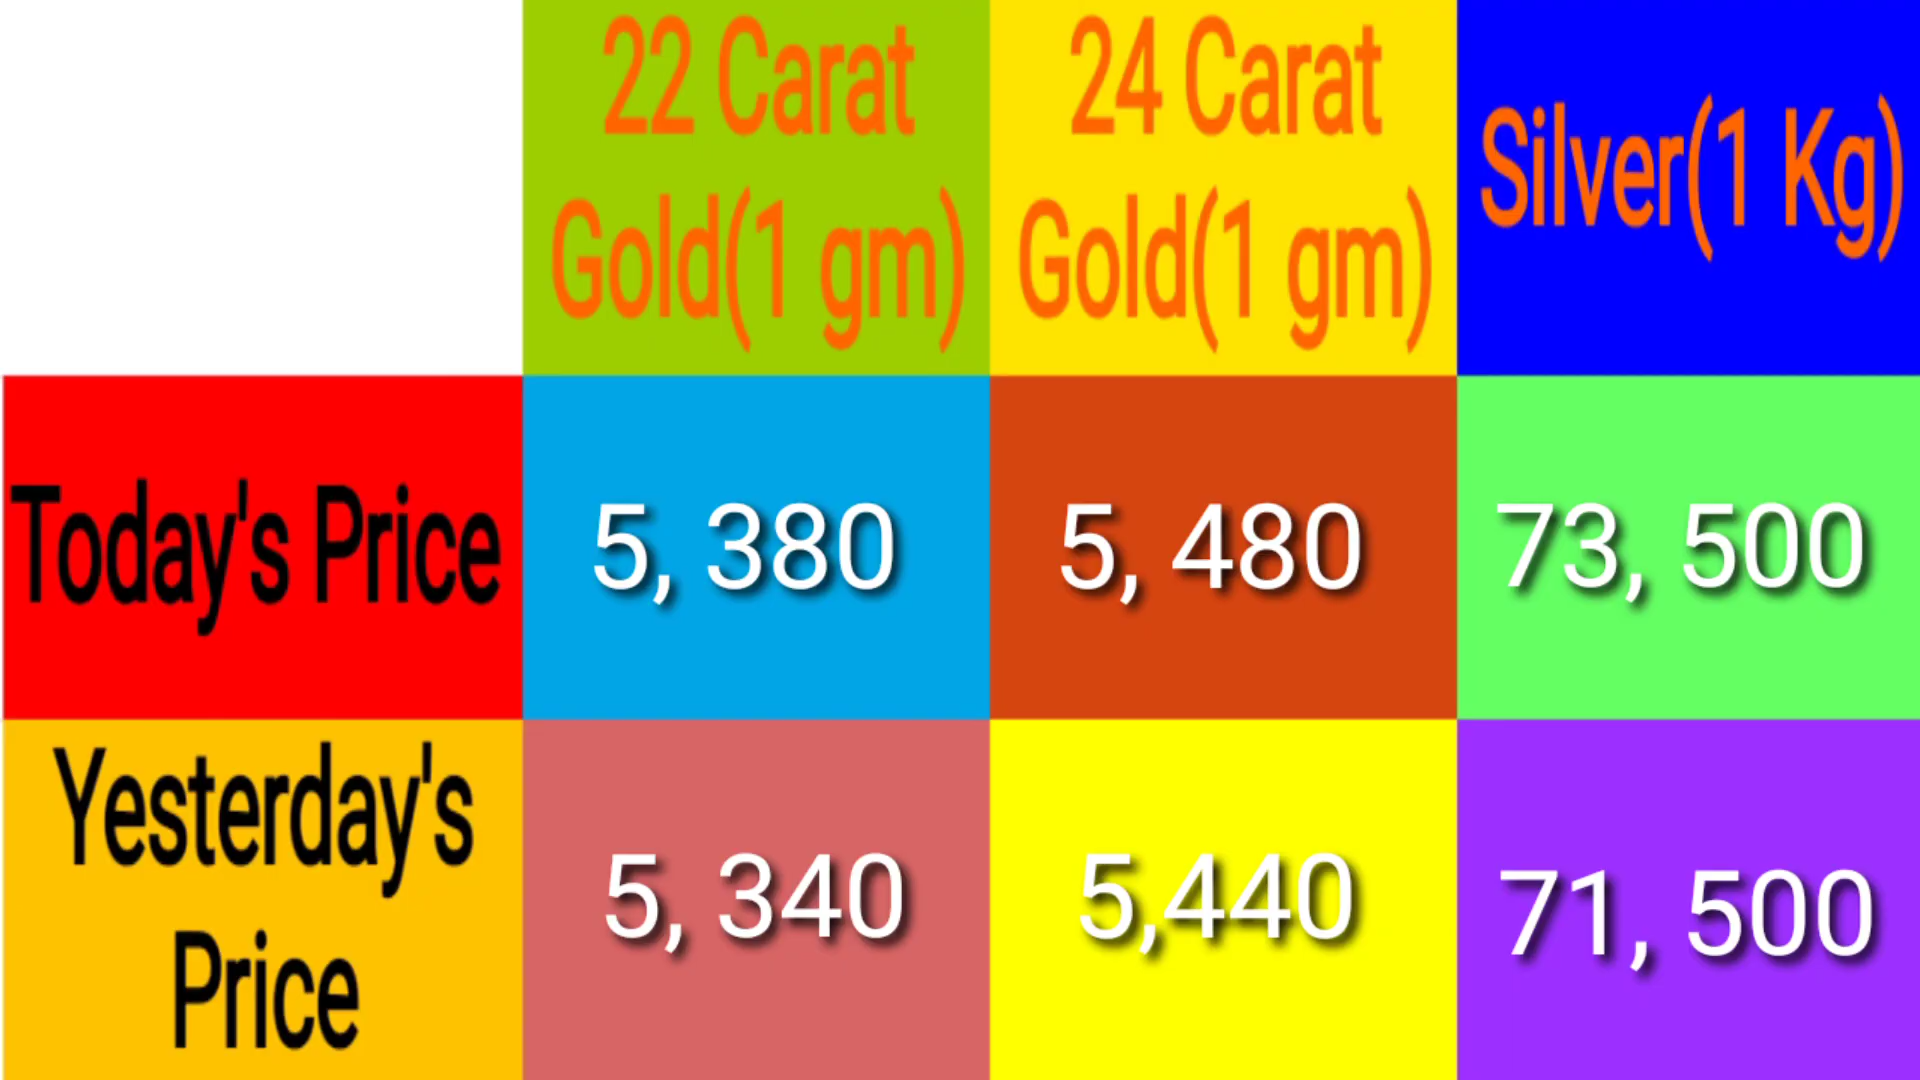 22 Carat
Gold(1 gm)
24 Carat
Gold(1 gm)
Silver(1 Kg)
Today's Price
5, 380
5, 480
73, 500
Yesterday's
Price
5, 340
5,440
71, 500